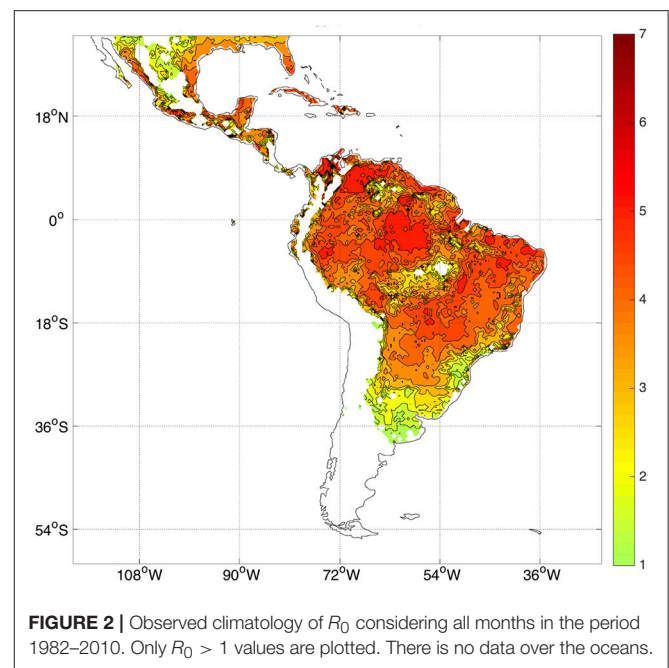 7
6
5
4
3
2
1
18°N
0°
18°S
36°S
54°S
108°W 90°W 72°W 54°W 36°W
FIGURE 2 | Observed climatology of R0 considering all months in the period
1982–2010. Only R0 > 1 values are plotted. There is no data over the oceans.